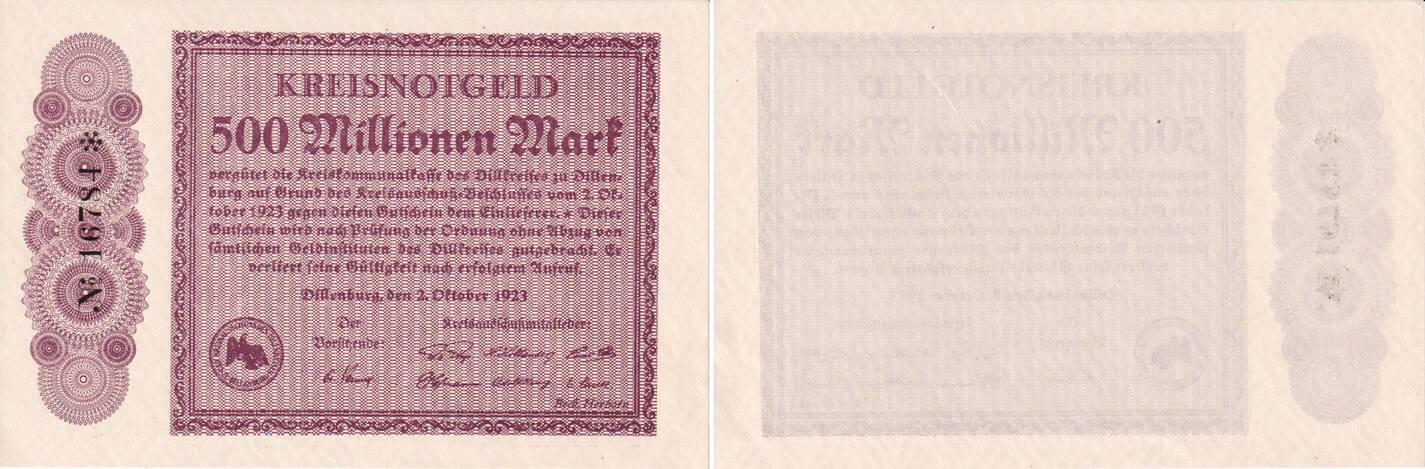 KREISNOTGELD
500 Millionen Mark
vergütet die Kreiskommunalkasse des Dillkreises zu Dillen-
burg auf Grund des Kreisausschuß-Beschlusses vom 2. Ok-
tober 1923 gegen diesen Gutschein dem Einlieferer. * Dieser
Gutschein wird nach Prüfung der Ordnung ohne Abzug von
sämtlichen Geldinstituten des Dillkreises gutgebracht. Er
verliert seine Gültigkeit nach erfolgtem Aufruf.
Dillenburg, den 2. Oktober 1923
Der
Vorsitzende:
Kreisausschußmitglieder:
№ 16784 *